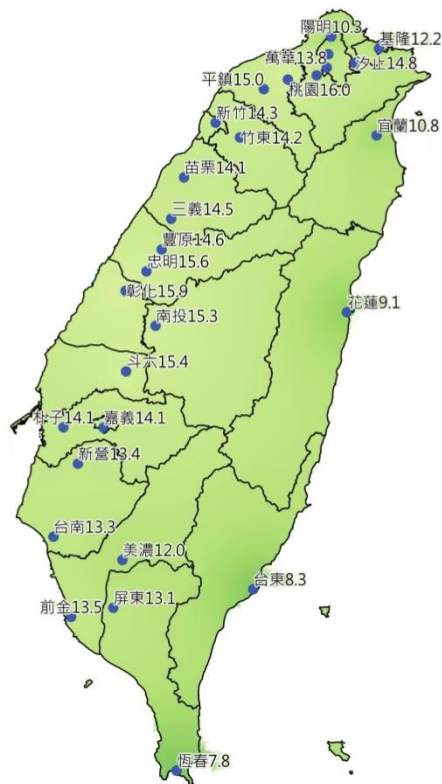 陽明10.3
基隆12.2
萬華13.8
汐止14.8
平鎮15.0
桃園16.0
新竹14.3
宜蘭10.8
竹東14.2
苗栗14.1
三義14.5
豐原14.6
忠明15.6
彰化15.9
花蓮9.1
南投15.3
斗六15.4
朴子14.1
嘉義14.1
新營13.4
台南13.3
美濃12.0
台東8.3
屏東13.1
前金13.5
恆春7.8